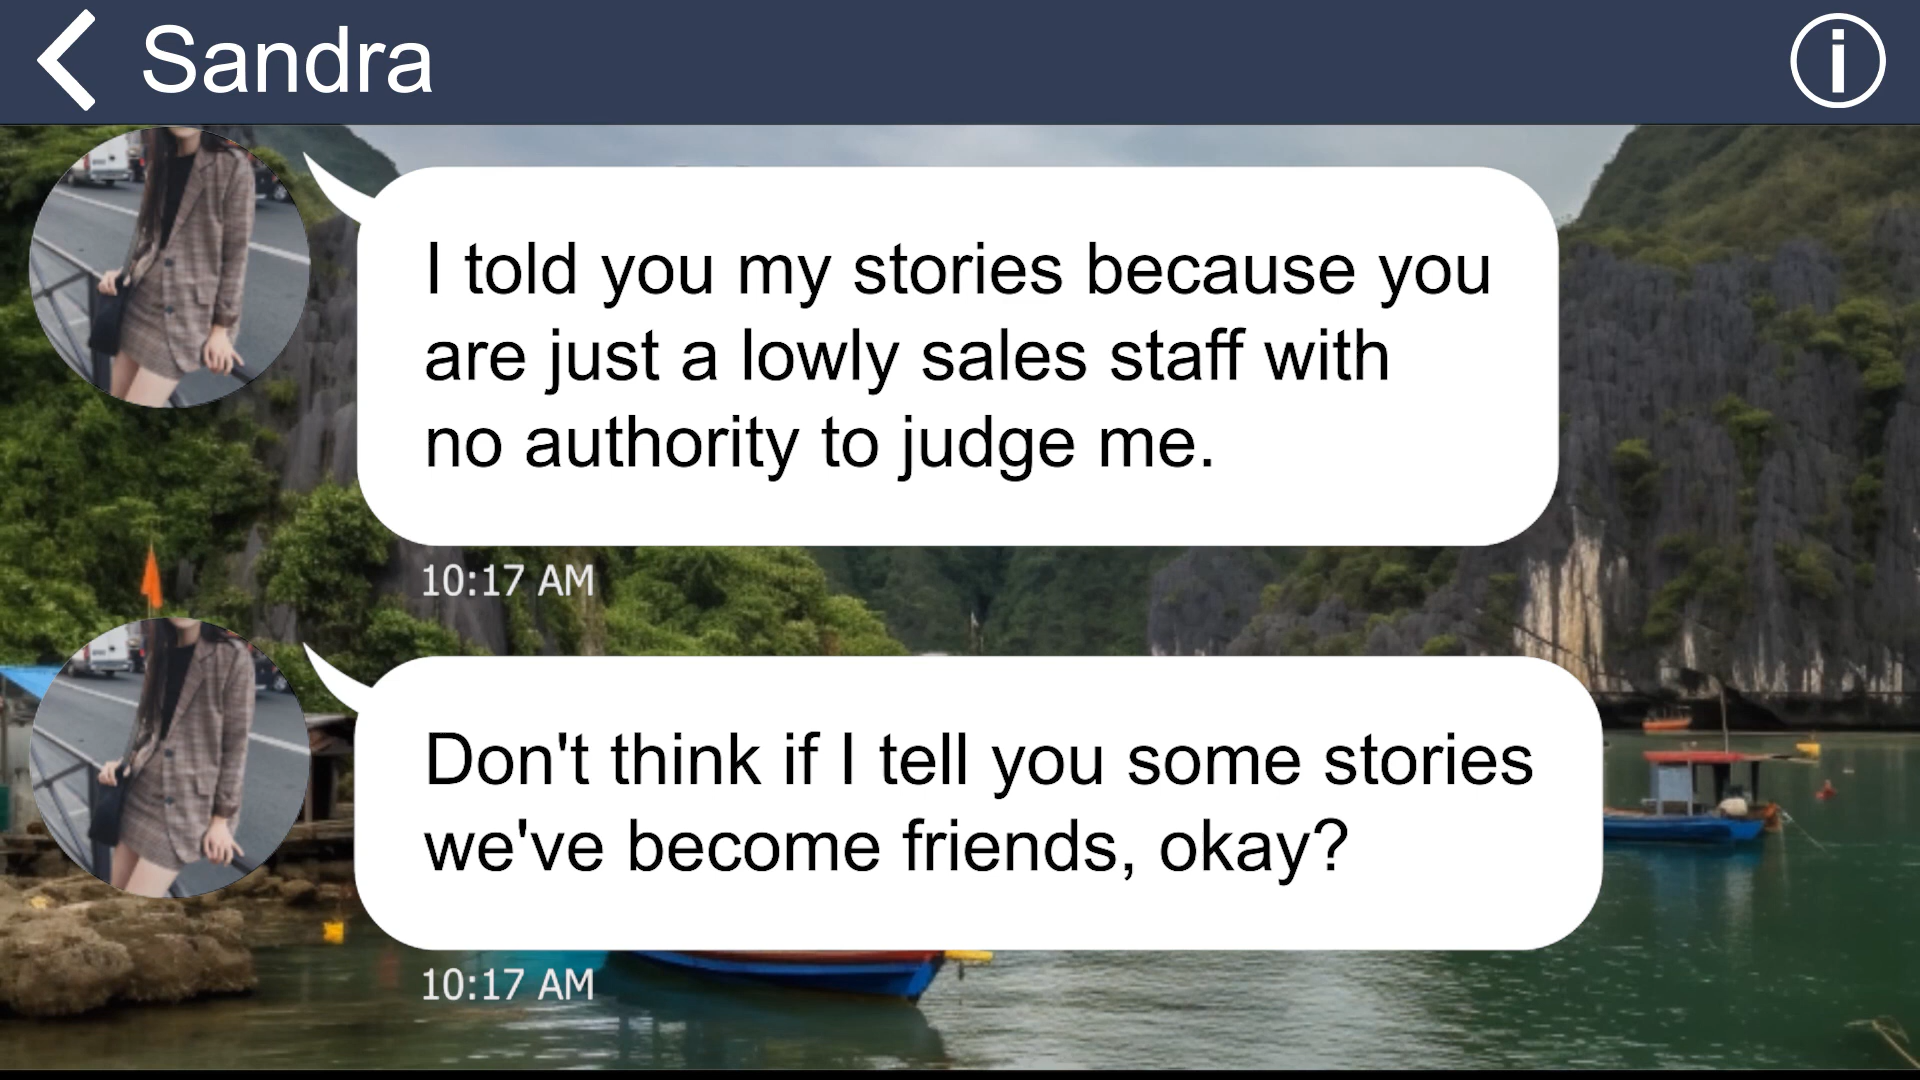 Sandra
I told you my stories because you
are just a lowly sales staff with
no authority to judge me.
10:17 AM
Don't think if I tell you some stories
we've become friends, okay?
10:17 AM